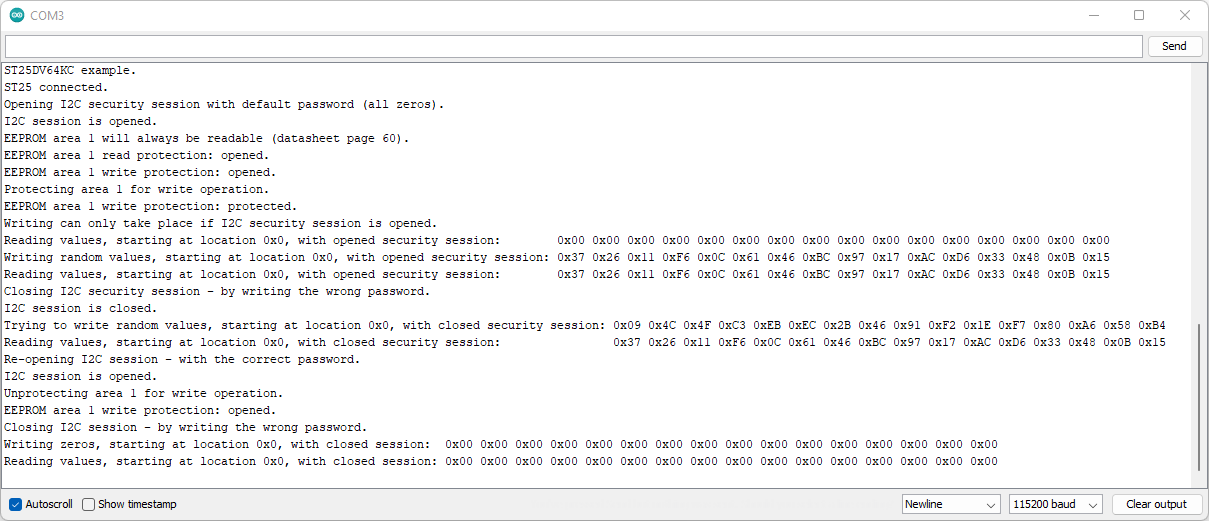 COM3
Send
ST25DV64KC example.
ST25 connected.
Opening I2C security session with default password (all zeros).
I2C session is opened.
EEPROM area 1 will always be readable (datasheet page 60).
EEPROM area 1 read protection: opened.
EEPROM area 1 write protection: opened.
Protecting area 1 for write operation.
EEPROM area 1 write protection: protected.
Writing can only take place if I2C security session is opened.
Reading values, starting at location 0x0, with opened security session: 0x00 0x00 0x00 0x00 0x00 0x00 0x00 0x00 0x00 0x00 0x00 0x00 0x00 0x00 0x00 0x00
Writing random values, starting at location 0x0, with opened security session: 0x37 0x26 0x11 0xF6 0x0C 0x61 0x46 0xBC 0x97 0x17 0xAC 0xD6 0x33 0x48 0x0B 0x15
Reading values, starting at location 0x0, with opened security session: 0x37 0x26 0x11 0xF6 0x0C 0x61 0x46 0xBC 0x97 0x17 0xAC 0xD6 0x33 0x48 0x0B 0x15
Closing I2C security session - by writing the wrong password.
I2C session is closed.
Trying to write random values, starting at location 0x0, with closed security session: 0x09 0x4C 0x4F 0xC3 0xEB 0xEC 0x2B 0x46 0x91 0xF2 0x1E 0xF7 0x80 0xA6 0x58 0xB4
Reading values, starting at location 0x0, with closed security session: 0x37 0x26 0x11 0xF6 0x0C 0x61 0x46 0xBC 0x97 0x17 0xAC 0xD6 0x33 0x48 0x0B 0x15
Re-opening I2C session - with the correct password.
I2C session is opened.
Unprotecting area 1 for write operation.
EEPROM area 1 write protection: opened.
Closing I2C session - by writing the wrong password.
Writing zeros, starting at location 0x0, with closed session: 0x00 0x00 0x00 0x00 0x00 0x00 0x00 0x00 0x00 0x00 0x00 0x00 0x00 0x00 0x00 0x00
Reading values, starting at location 0x0, with closed session: 0x00 0x00 0x00 0x00 0x00 0x00 0x00 0x00 0x00 0x00 0x00 0x00 0x00 0x00 0x00 0x00
Autoscroll Show timestamp Newline 115200 baud Clear output